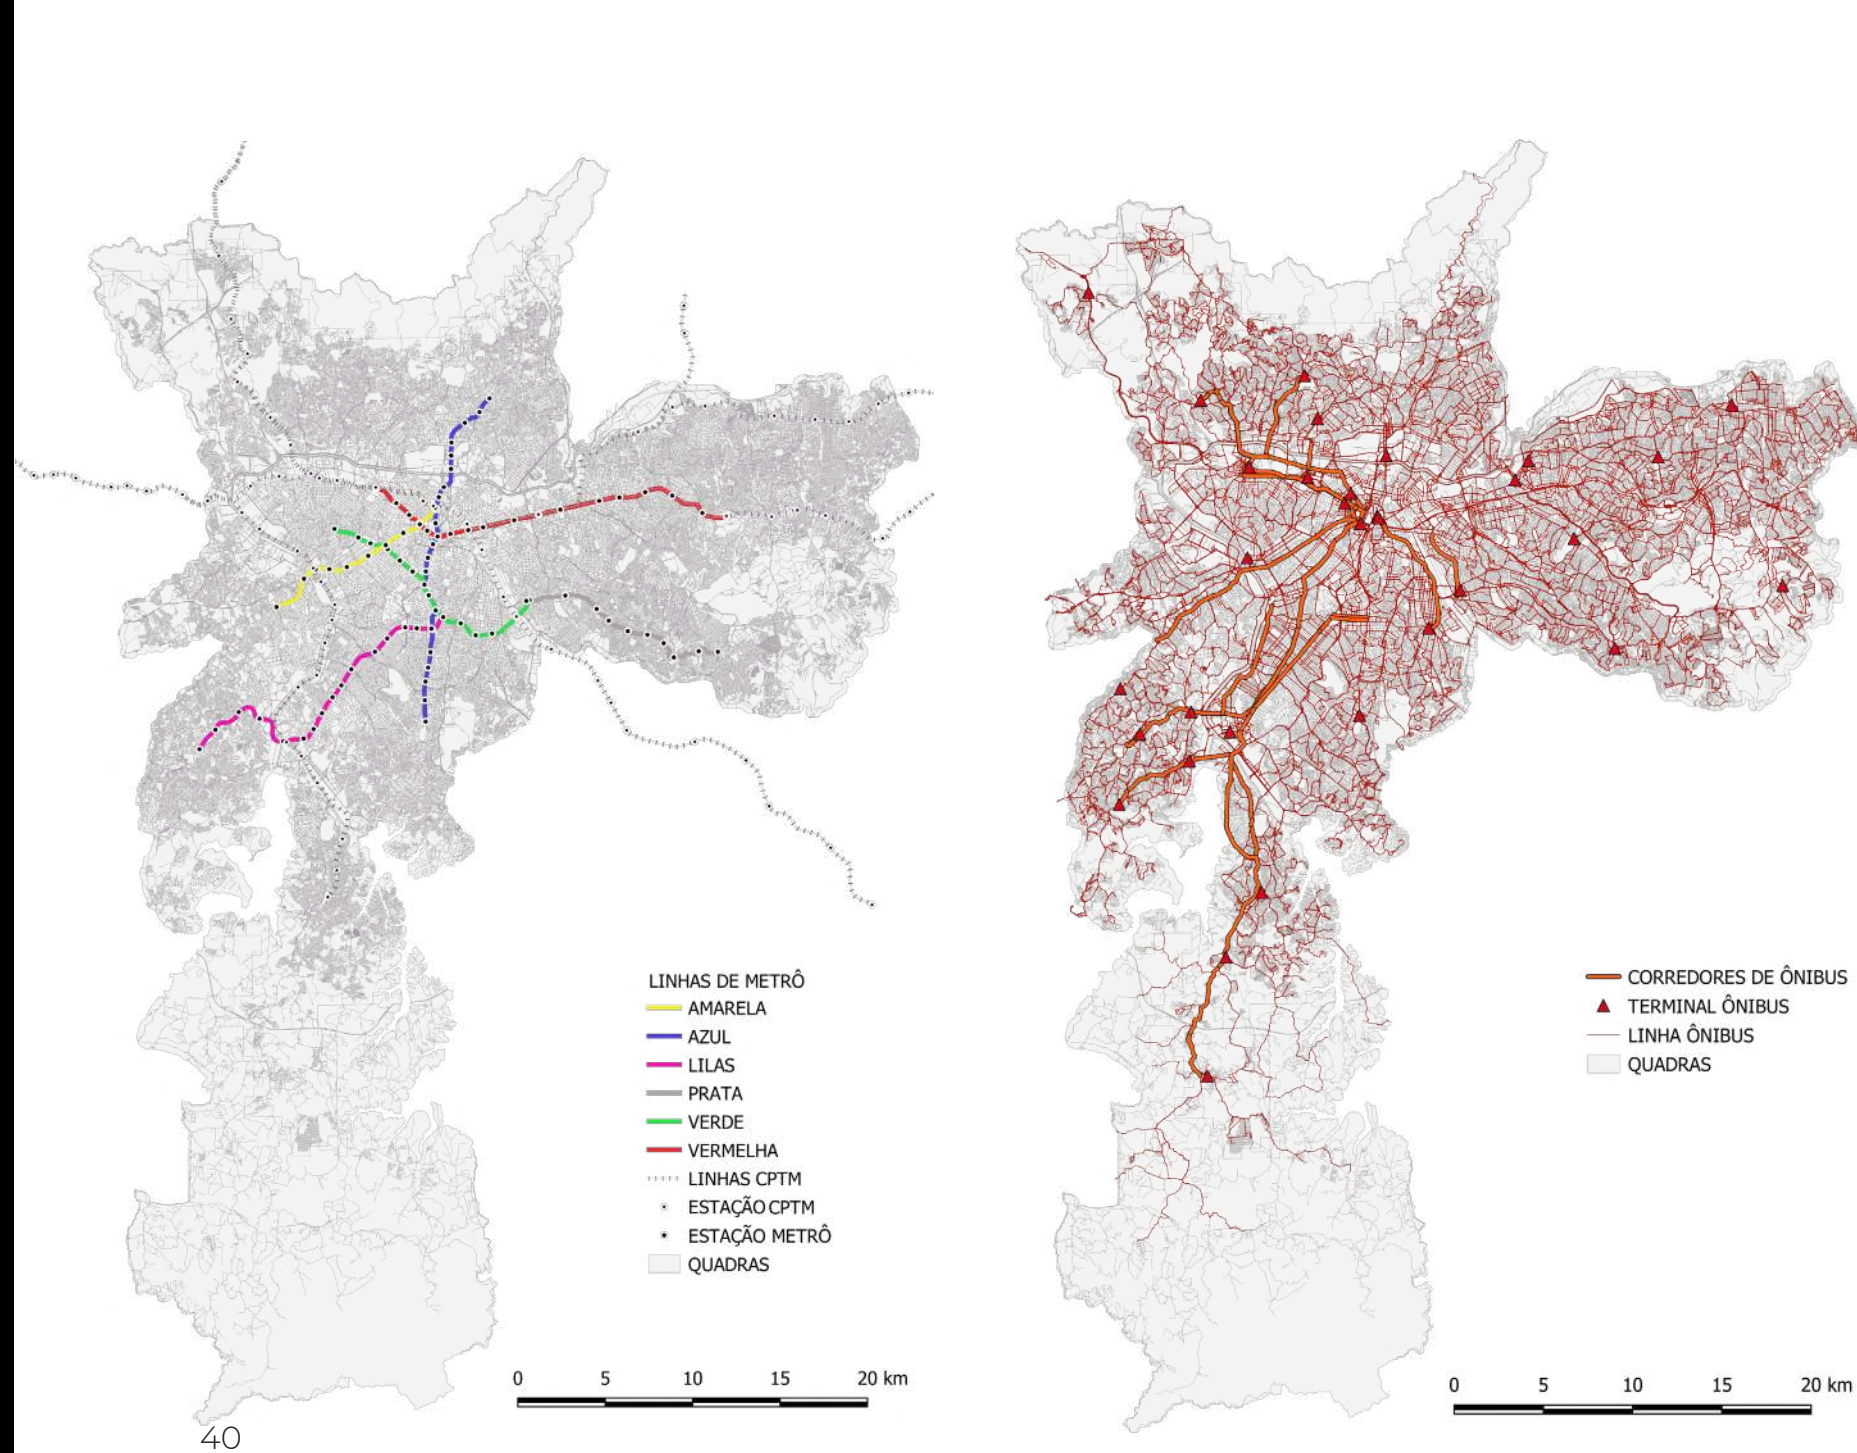 LINHAS DE METRÔ
AMARELA
AZUL
LILAS
PRATA
VERDE
VERMELHA
LINHAS CPTM
ESTAÇÃO CPTM
ESTAÇÃO METRÔ
QUADRAS
0 5 10 15 20 km
CORREDORES DE ÔNIBUS
TERMINAL ÔNIBUS
LINHA ÔNIBUS
QUADRAS
0 5 10 15 20 km
40